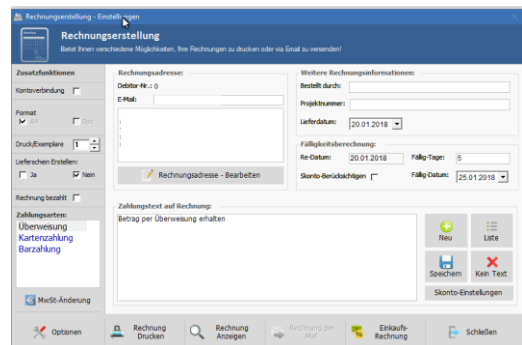 Rechnungserstellung - Einstellungen
Rechnungserstellung
Bietet Ihnen verschiedene Möglichkeiten, Ihre Rechnungen zu drucken oder via Email zu versenden!
Zusatzfunktionen
Kontoverbindung
Format
A4
Son
Druck/Exemplare 1
Lieferschein Erstellen:
Ja Nein
Rechnung bezahlt
Zahlungsarten:
Überweisung
Kartenzahlung
Barzahlung
MwSt-Änderung
Rechnungsadresse:
Debitor-Nr.: 0
E-Mail:
Rechnungsadresse - Bearbeiten
Weitere Rechnungsinformationen:
Bestellt durch:
Projektnummer:
Lieferdatum: 20.01.2018
Fälligkeitsberechnung:
Re-Datum: 20.01.2018 Fällig-Tage: 5
Skonto-Berücksichtigen Fällig-Datum: 25.01.2018
Zahlungstext auf Rechnung:
Betrag per Überweisung erhalten
Neu Liste
Speichern Kein Text
Skonto-Einstellungen
Optionen
Rechnung Drucken
Rechnung Anzeigen
Rechnung per Mail
Einkaufs-Rechnung
Schließen